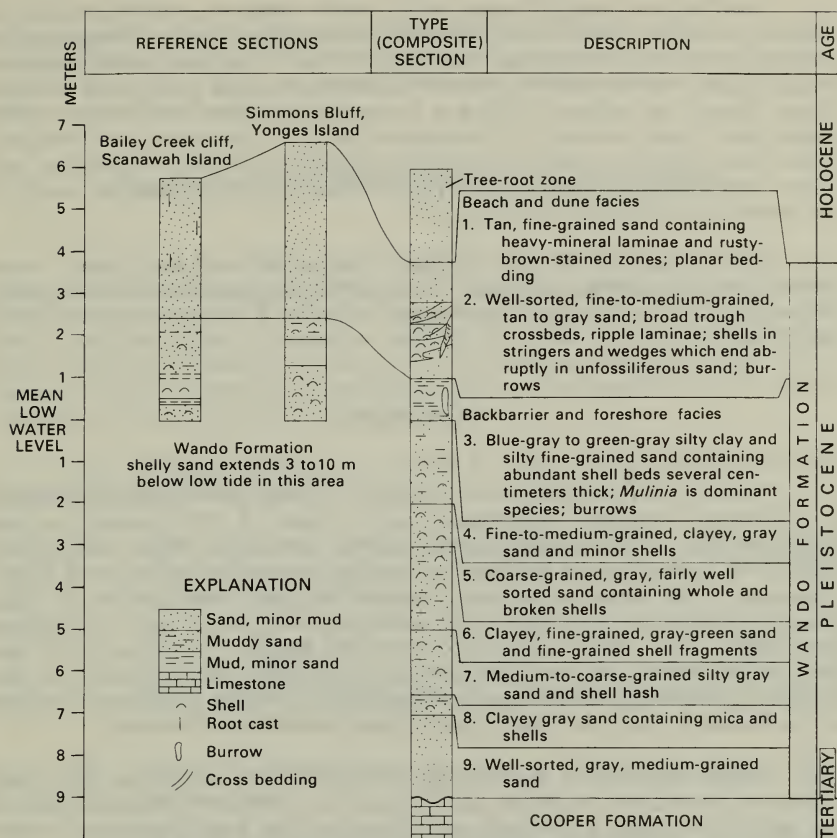 REFERENCE SECTIONS
TYPE
(COMPOSITE)
SECTION
DESCRIPTION
AGE
METERS
7
6
5
4
3
2
1
MEAN
LOW
WATER
LEVEL
1
2
3
4
5
6
7
8
9
Bailey Creek cliff,
Scanawah Island
Simmons Bluff,
Yonges Island
Wando Formation
shelly sand extends 3 to 10 m
below low tide in this area
EXPLANATION
Sand, minor mud
Muddy sand
Mud, minor sand
Limestone
Shell
Root cast
Burrow
Cross bedding
Tree-root zone
Beach and dune facies
1. Tan, fine-grained sand containing
heavy-mineral laminae and rusty-
brown-stained zones; planar bed-
ding
2. Well-sorted, fine-to-medium-grained,
tan to gray sand; broad trough
crossbeds, ripple laminae; shells in
stringers and wedges which end ab-
ruptly in unfossiliferous sand; bur-
rows
Backbarrier and foreshore facies
3. Blue-gray to green-gray silty clay and
silty fine-grained sand containing
abundant shell beds several cen-
timeters thick; Mulinia is dominant
species; burrows
4. Fine-to-medium-grained, clayey, gray
sand and minor shells
5. Coarse-grained, gray, fairly well
sorted sand containing whole and
broken shells
6. Clayey, fine-grained, gray-green sand
and fine-grained shell fragments
7. Medium-to-coarse-grained silty gray
sand and shell hash
8. Clayey gray sand containing mica and
shells
9. Well-sorted, gray, medium-grained
sand
COOPER FORMATION
WANDO FORMATION
HOLOCENE
PLEISTOCENE
TERTIARY